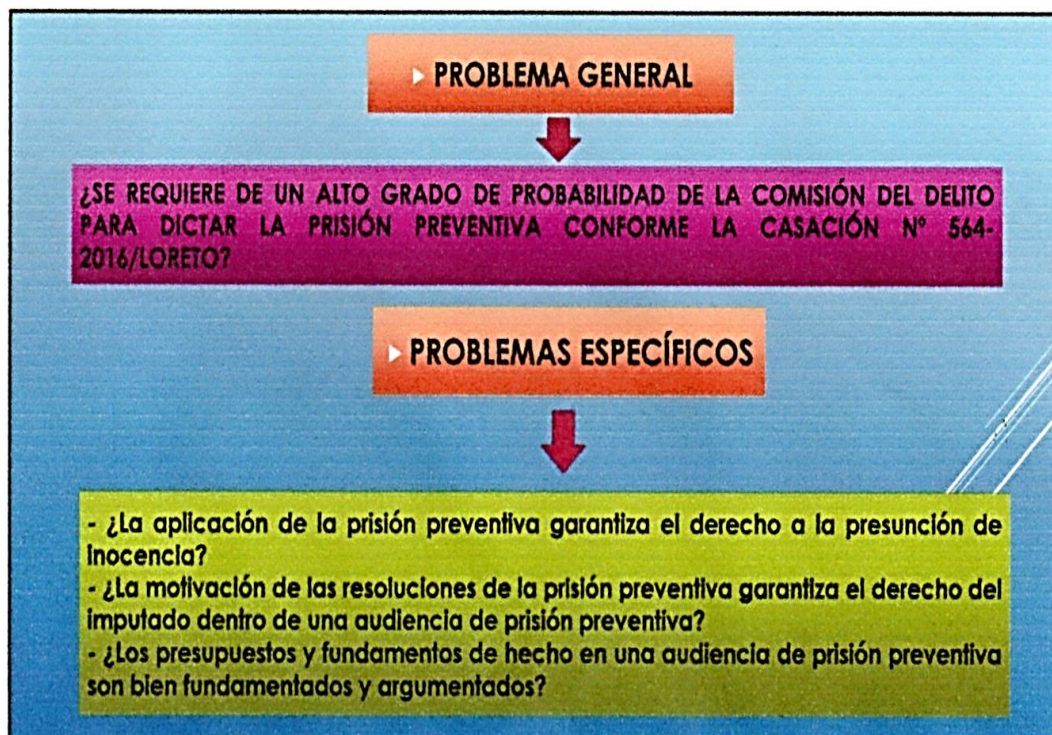 PROBLEMA GENERAL
¿SE REQUIERE DE UN ALTO GRADO DE PROBABILIDAD DE LA COMISIÓN DEL DELITO
PARA DICTAR LA PRISIÓN PREVENTIVA CONFORME LA CASACIÓN Nº 564-
2016/LORETO?
PROBLEMAS ESPECÍFICOS
- ¿La aplicación de la prisión preventiva garantiza el derecho a la presunción de
inocencia?
- ¿La motivación de las resoluciones de la prisión preventiva garantiza el derecho del
imputado dentro de una audiencia de prisión preventiva?
- ¿Los presupuestos y fundamentos de hecho en una audiencia de prisión preventiva
son bien fundamentados y argumentados?